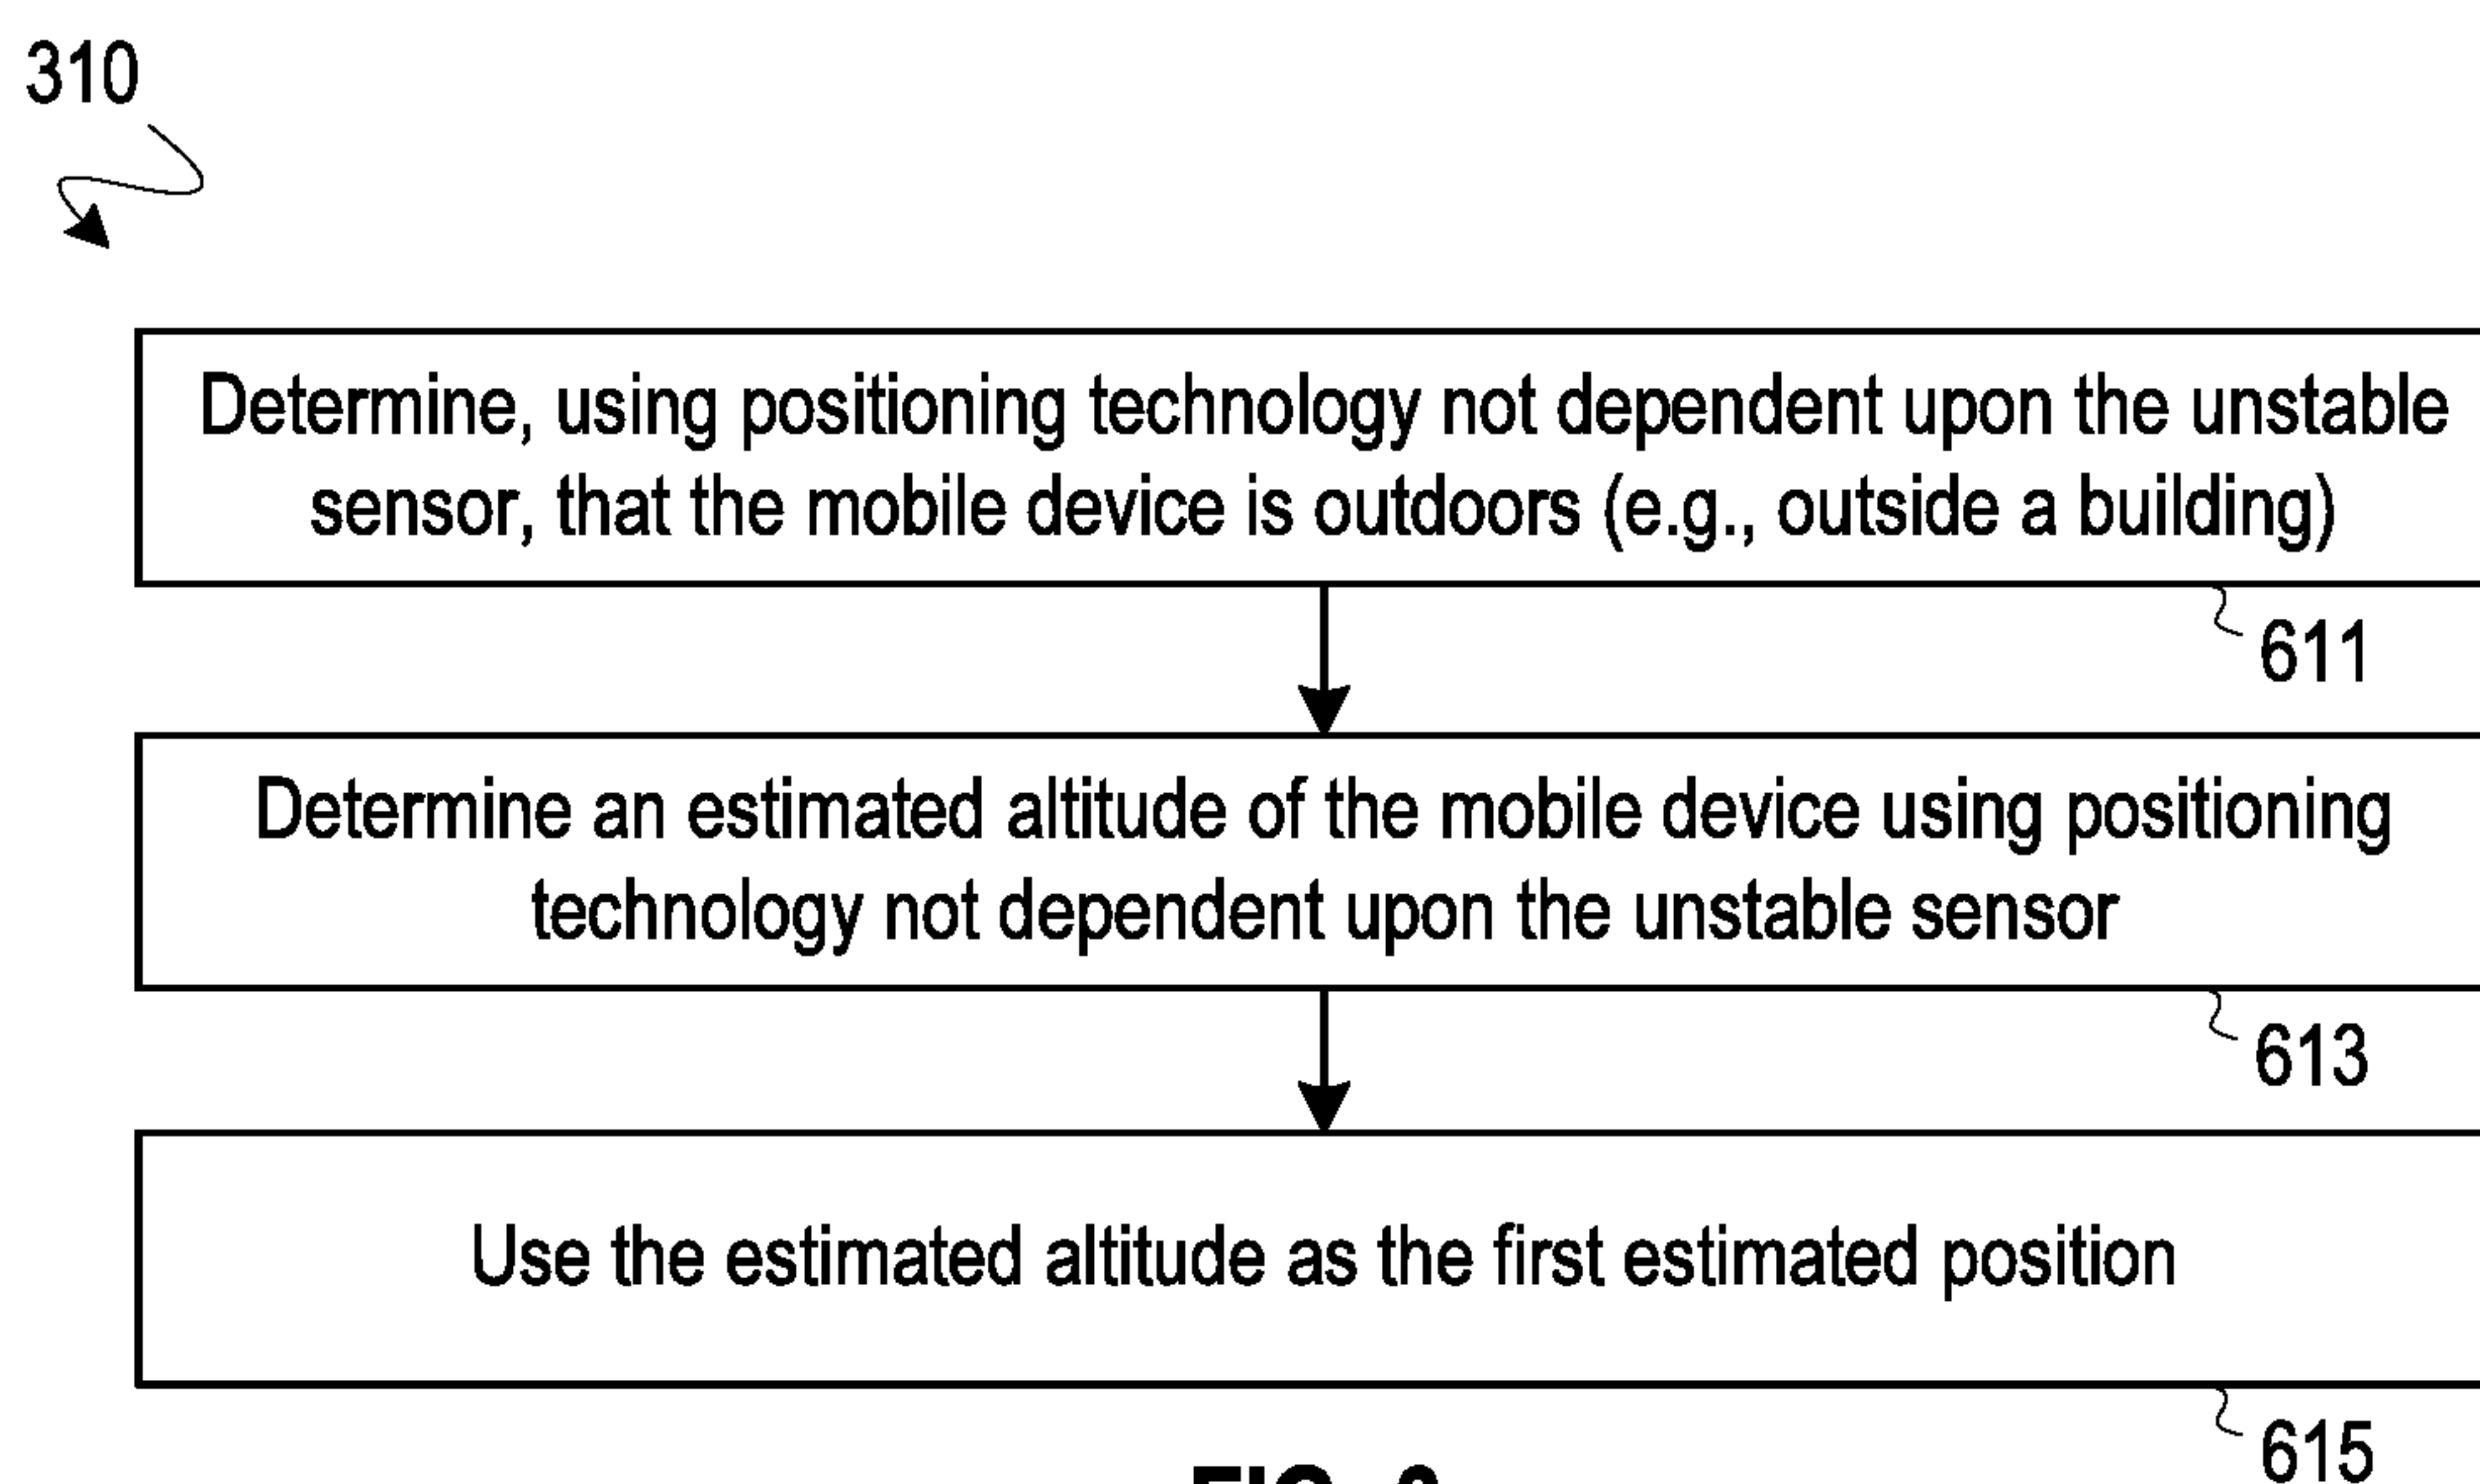 310
Determine, using positioning technology not dependent upon the unstable
sensor, that the mobile device is outdoors (e.g., outside a building)
611
Determine an estimated altitude of the mobile device using positioning
technology not dependent upon the unstable sensor
613
Use the estimated altitude as the first estimated position
615
FIG.